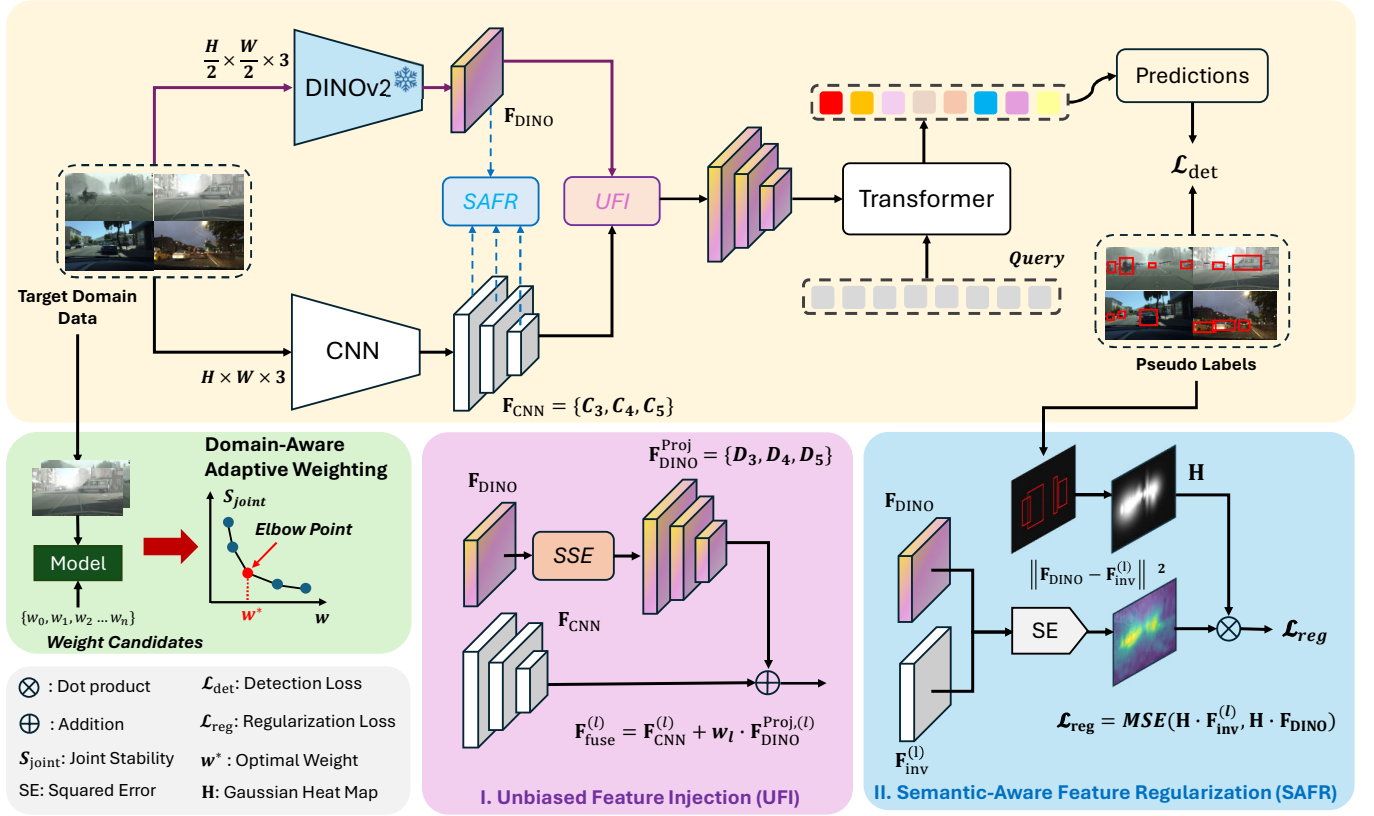 H/2 × W/2 × 3
DINOv2
F_DINO
SAFR
UFI
Predictions
𝓛_det
Transformer
Query
Target Domain
Data
CNN
H × W × 3
F_CNN = {C_3, C_4, C_5}
Pseudo Labels
Domain-Aware
Adaptive Weighting
S_joint
Elbow Point
Model
w*
w
{w_0, w_1, w_2 ... w_n}
Weight Candidates
⊗ : Dot product
𝓛_det: Detection Loss
⊕ : Addition
𝓛_reg: Regularization Loss
S_joint: Joint Stability
w* : Optimal Weight
SE: Squared Error
H: Gaussian Heat Map
F_DINO^Proj = {D_3, D_4, D_5}
F_DINO
SSE
F_CNN
F_fuse^(l) = F_CNN^(l) + w_l · F_DINO^Proj,(l)
I. Unbiased Feature Injection (UFI)
H
F_DINO
‖F_DINO − F_inv^(l)‖ 2
SE
𝓛_reg
F_inv^(l)
𝓛_reg = MSE(H · F_inv^(l), H · F_DINO)
II. Semantic-Aware Feature Regularization (SAFR)